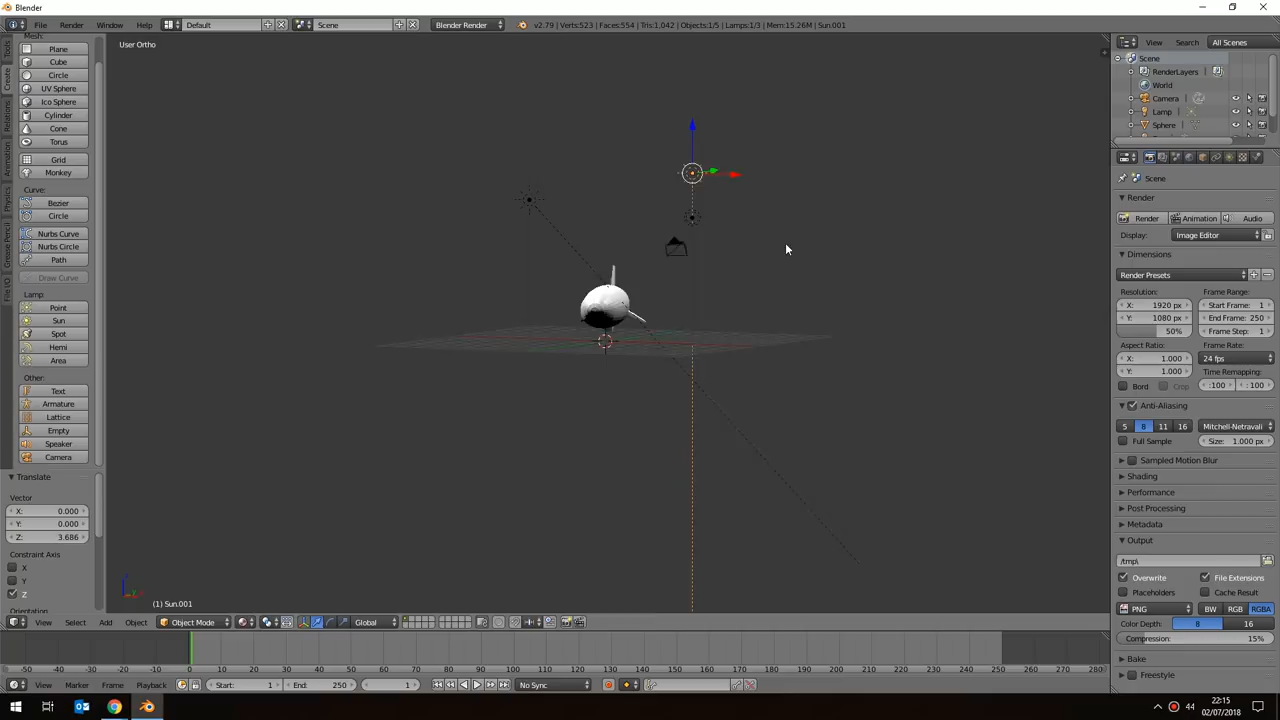 Blender
File Render Window Help Default Scene Blender Render v2.79 | Verts:523 | Faces:554 | Tris:1,042 | Objects:1/5 | Lamps:1/3 | Mem:15.26M | Sun.001
User Ortho
Tools
Create
Relations
Animation
Physics
Grease Pencil
File I/O
Mesh:
Plane
Cube
Circle
UV Sphere
Ico Sphere
Cylinder
Cone
Torus
Grid
Monkey
Curve:
Bezier
Circle
Nurbs Curve
Nurbs Circle
Path
Draw Curve
Lamp:
Point
Sun
Spot
Hemi
Area
Other:
Text
Armature
Lattice
Empty
Speaker
Camera
Translate
Vector
X: 0.000
Y: 0.000
Z: 3.686
Constraint Axis
X
Y
Z
Orientation
(1) Sun.001
View Select Add Object Object Mode Global
View Search All Scenes
Scene
RenderLayers
World
Camera
Lamp
Sphere
Scene
Render
Render Animation Audio
Display: Image Editor
Dimensions
Render Presets
Resolution: Frame Range:
X: 1920 px Start Frame: 1
Y: 1080 px End Frame: 250
50% Frame Step: 1
Aspect Ratio: Frame Rate:
X: 1.000 24 fps
Y: 1.000 Time Remapping:
Bord Crop :100 : 100
Anti-Aliasing
5 8 11 16 Mitchell-Netravali
Full Sample Size: 1.000 px
Sampled Motion Blur
Shading
Performance
Post Processing
Metadata
Output
/tmp\
Overwrite File Extensions
Placeholders Cache Result
PNG BW RGB RGBA
Color Depth: 8 16
Compression: 15%
Bake
Freestyle
-50 -40 -30 -20 -10 0 10 20 30 40 50 60 70 80 90 100 110 120 130 140 150 160 170 180 190 200 210 220 230 240 250 260 270 280
View Marker Frame Playback Start: 1 End: 250 1 No Sync
44 22:15
02/07/2018